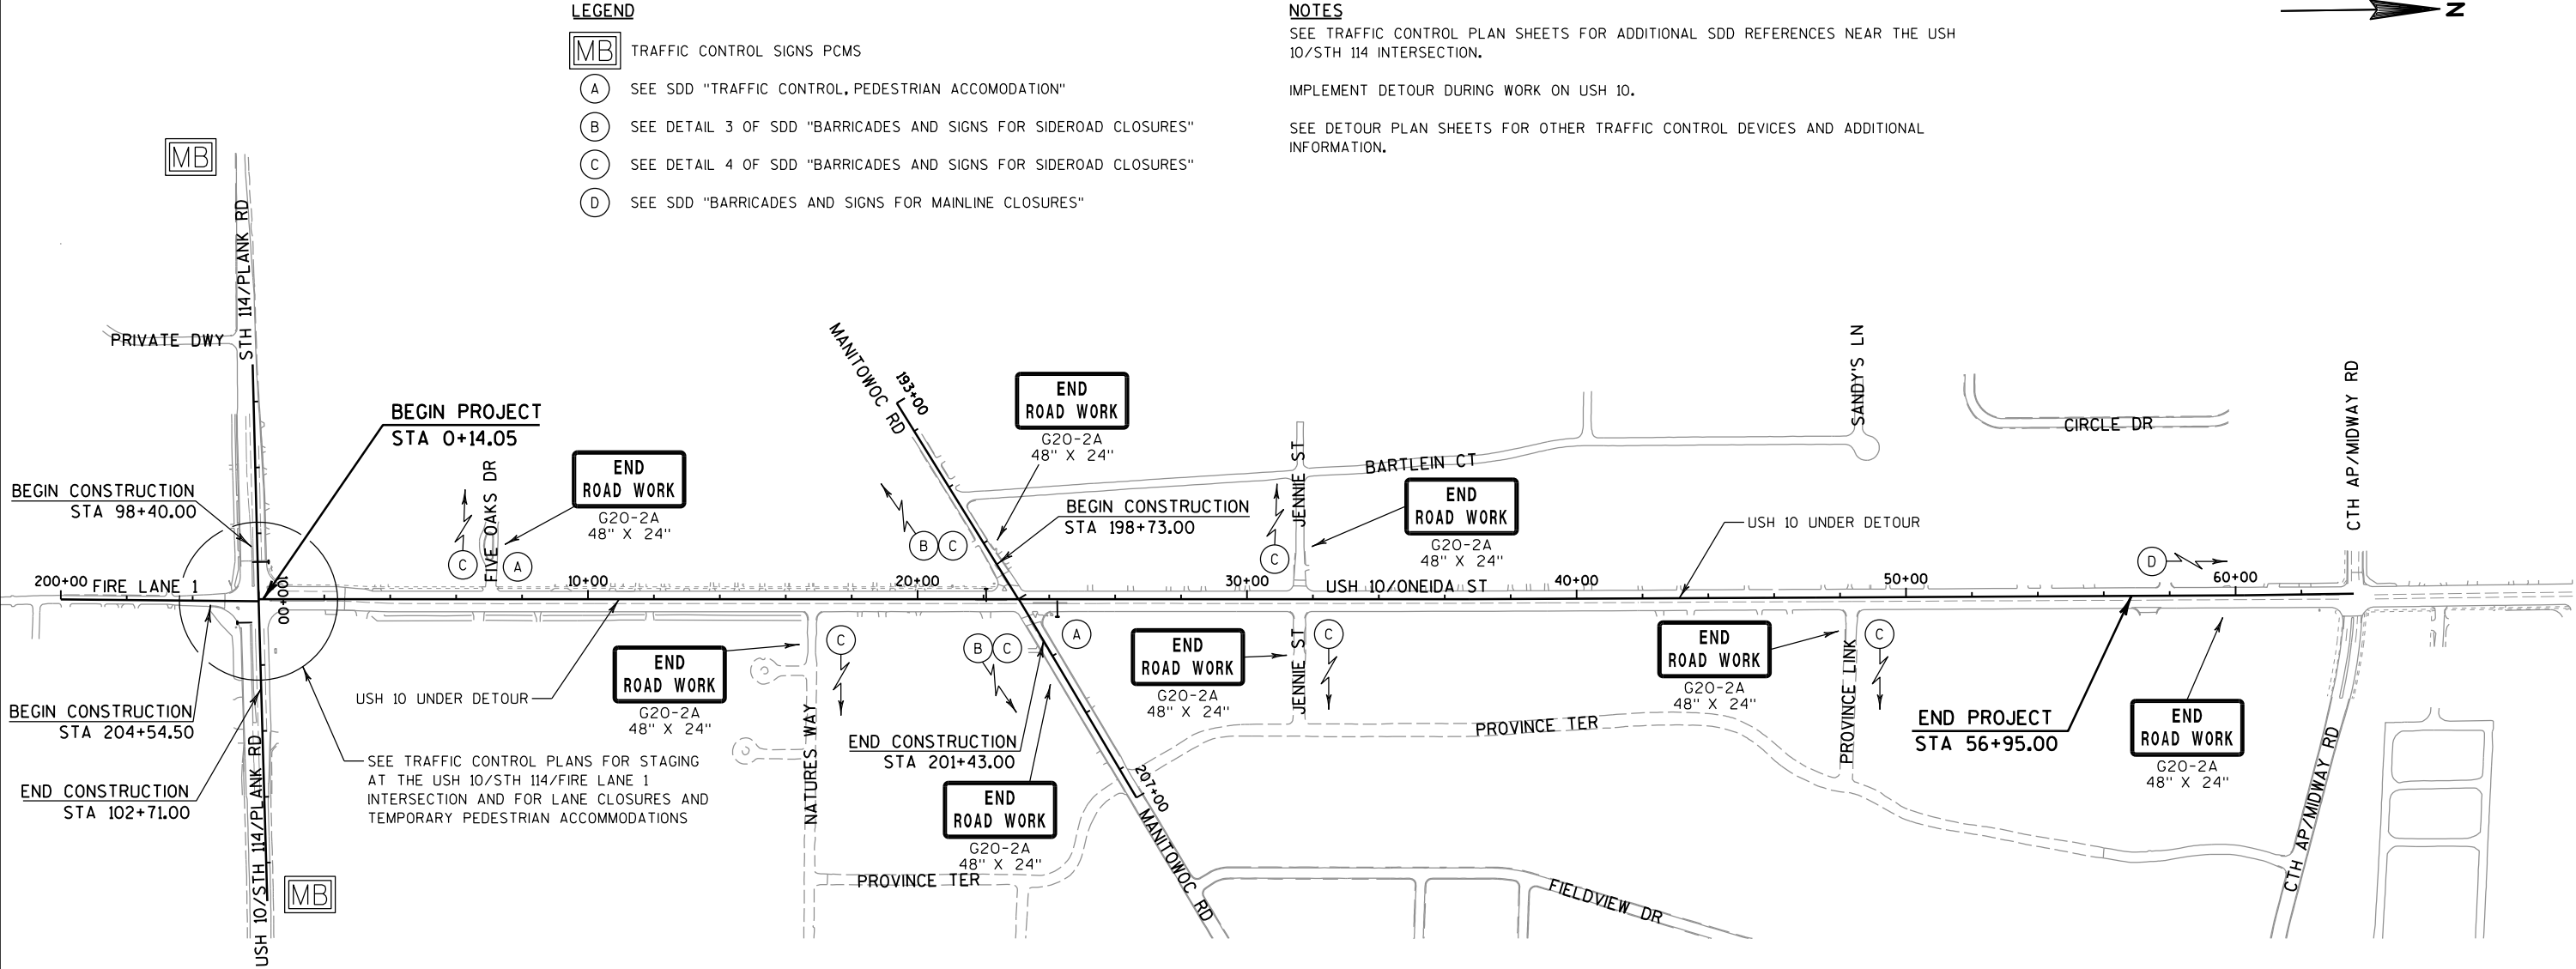 LEGEND
MB TRAFFIC CONTROL SIGNS PCMS
A SEE SDD "TRAFFIC CONTROL, PEDESTRIAN ACCOMODATION"
B SEE DETAIL 3 OF SDD "BARRICADES AND SIGNS FOR SIDEROAD CLOSURES"
C SEE DETAIL 4 OF SDD "BARRICADES AND SIGNS FOR SIDEROAD CLOSURES"
D SEE SDD "BARRICADES AND SIGNS FOR MAINLINE CLOSURES"
NOTES
SEE TRAFFIC CONTROL PLAN SHEETS FOR ADDITIONAL SDD REFERENCES NEAR THE USH
10/STH 114 INTERSECTION.
IMPLEMENT DETOUR DURING WORK ON USH 10.
SEE DETOUR PLAN SHEETS FOR OTHER TRAFFIC CONTROL DEVICES AND ADDITIONAL
INFORMATION.
N
MB
STH 114/PLANK RD
PRIVATE DWY
BEGIN PROJECT
STA 0+14.05
BEGIN CONSTRUCTION
STA 98+40.00
200+00
FIRE LANE 1
100+00
BEGIN CONSTRUCTION
STA 204+54.50
END CONSTRUCTION
STA 102+71.00
USH 10/STH 114/PLANK RD
MB
C
FIVE OAKS DR
A
END
ROAD WORK
G20-2A
48" X 24"
10+00
USH 10 UNDER DETOUR
SEE TRAFFIC CONTROL PLANS FOR STAGING
AT THE USH 10/STH 114/FIRE LANE 1
INTERSECTION AND FOR LANE CLOSURES AND
TEMPORARY PEDESTRIAN ACCOMMODATIONS
END
ROAD WORK
G20-2A
48" X 24"
NATURES WAY
C
PROVINCE TER
MANITOWOC RD
193+00
B
C
20+00
END
ROAD WORK
G20-2A
48" X 24"
BEGIN CONSTRUCTION
STA 198+73.00
B
C
A
END CONSTRUCTION
STA 201+43.00
END
ROAD WORK
G20-2A
48" X 24"
207+00
MANITOWOC RD
BARTLEIN CT
JENNIE ST
C
END
ROAD WORK
G20-2A
48" X 24"
30+00
USH 10/ONEIDA ST
40+00
USH 10 UNDER DETOUR
END
ROAD WORK
G20-2A
48" X 24"
JENNIE ST
C
PROVINCE TER
FIELDVIEW DR
SANDY'S LN
CIRCLE DR
50+00
END
ROAD WORK
G20-2A
48" X 24"
PROVINCE LINK
C
D
60+00
END PROJECT
STA 56+95.00
END
ROAD WORK
G20-2A
48" X 24"
CTH AP/MIDWAY RD
CTH AP/MIDWAY RD